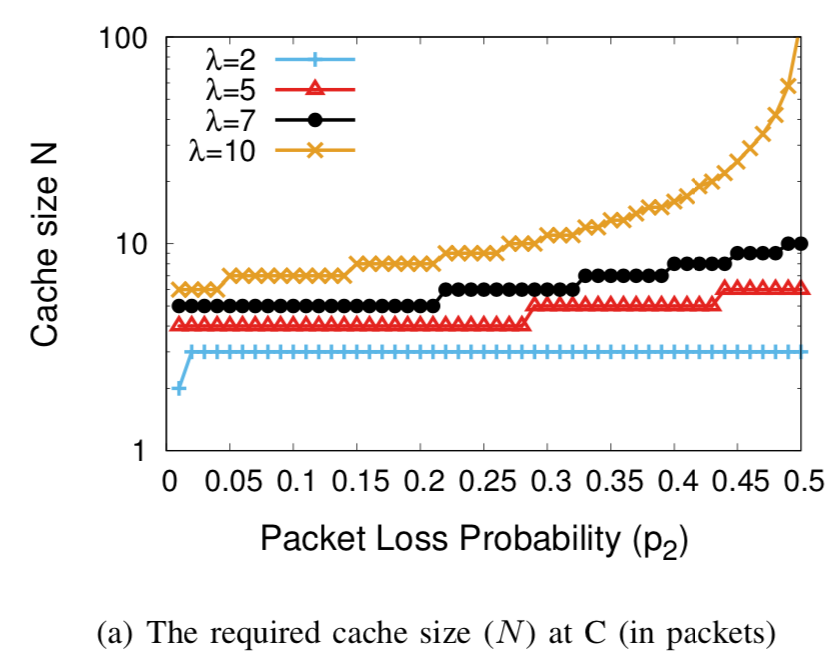 100
λ=2
λ=5
λ=7
λ=10
10
1
Cache size N
0 0.05 0.1 0.15 0.2 0.25 0.3 0.35 0.4 0.45 0.5
Packet Loss Probability (p₂)
(a) The required cache size (N) at C (in packets)